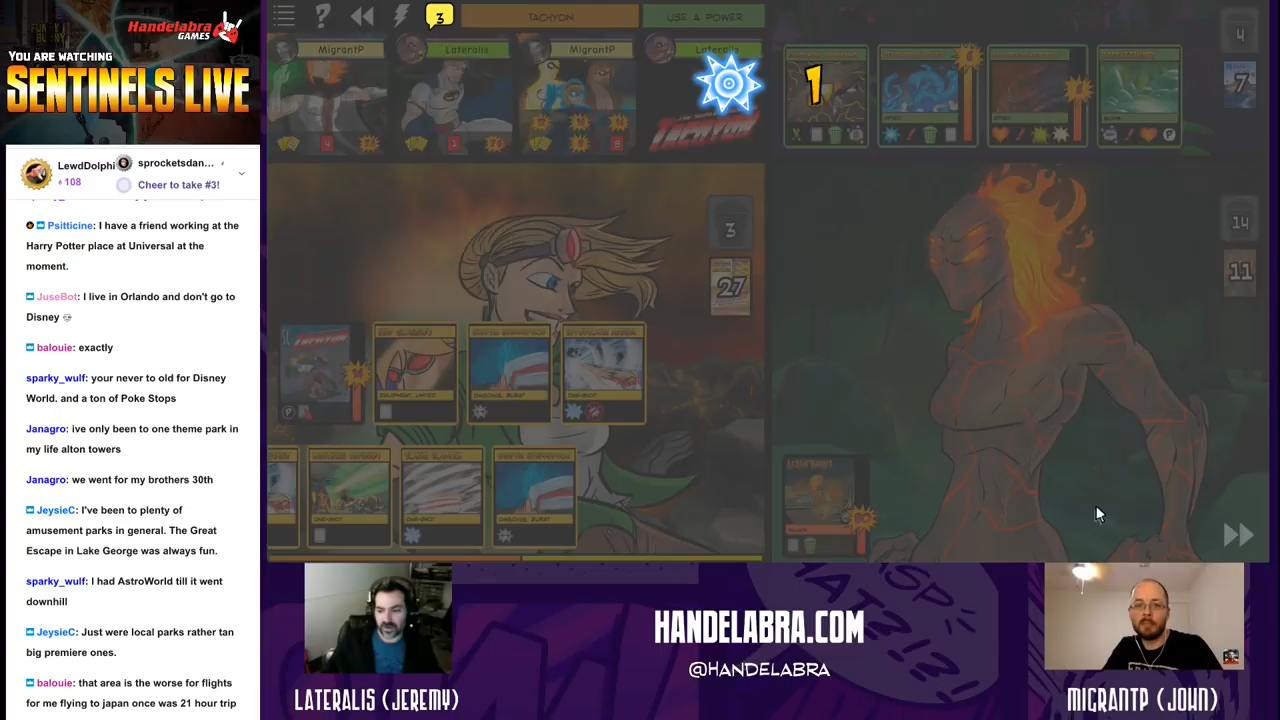 Handelabra
GAMES
YOU ARE WATCHING
SENTINELS LIVE
LewdDolphi
108
sprocketsdan...
Cheer to take #3!
Psitticine: I have a friend working at the
Harry Potter place at Universal at the
moment.
JuseBot: I live in Orlando and don't go to
Disney
balouie: exactly
sparky_wulf: your never to old for Disney
World. and a ton of Poke Stops
Janagro: ive only been to one theme park in
my life alton towers
Janagro: we went for my brothers 30th
JeysieC: I've been to plenty of
amusement parks in general. The Great
Escape in Lake George was always fun.
sparky_wulf: I had AstroWorld till it went
downhill
JeysieC: Just were local parks rather tan
big premiere ones.
balouie: that area is the worse for flights
for me flying to japan once was 21 hour trip
?
3
TACHYON
USE A POWER
MigrantP
Lateralis
MigrantP
Lateralis
TACHYON
1
4
7
3
27
14
11
HANDELABRA.COM
@HANDELABRA
LATERALIS (JEREMY)
MIGRANTP (JOHN)